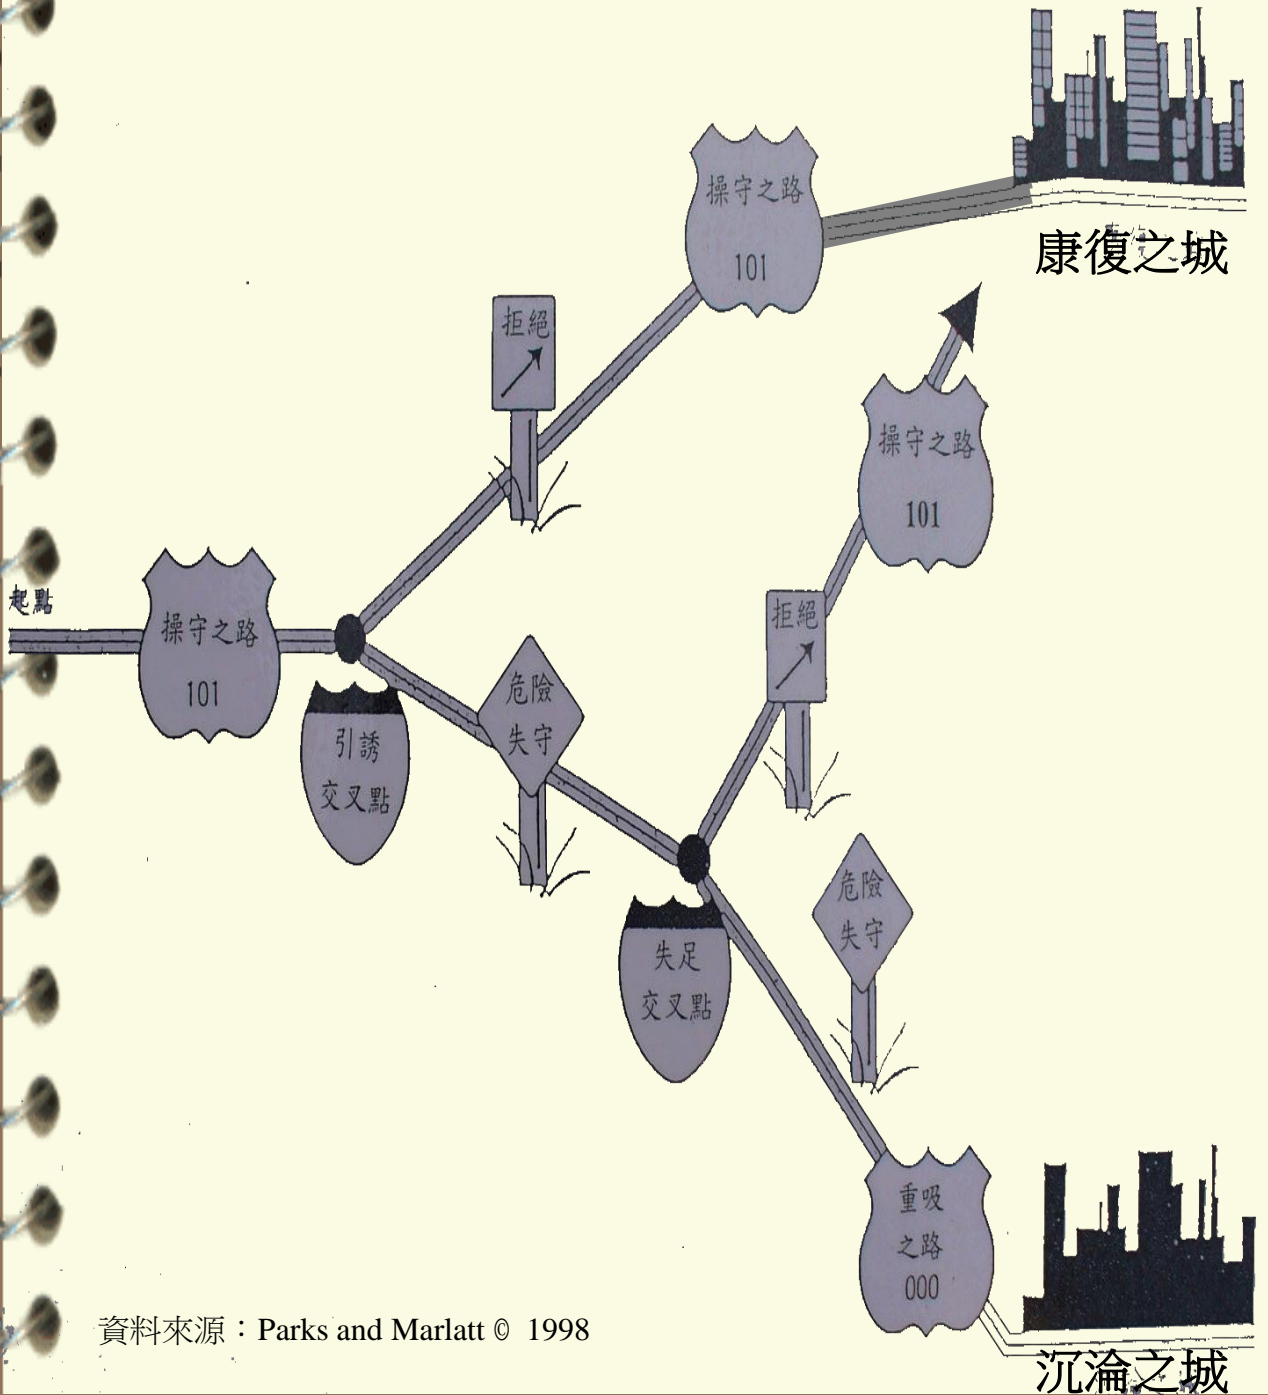 操守之路
101
康復之城
拒絕
操守之路
101
拒絕
起點
操守之路
101
引誘
交叉點
危險
失守
危險
失守
失足
交叉點
重吸
之路
000
資料來源：Parks and Marlatt © 1998
沉淪之城